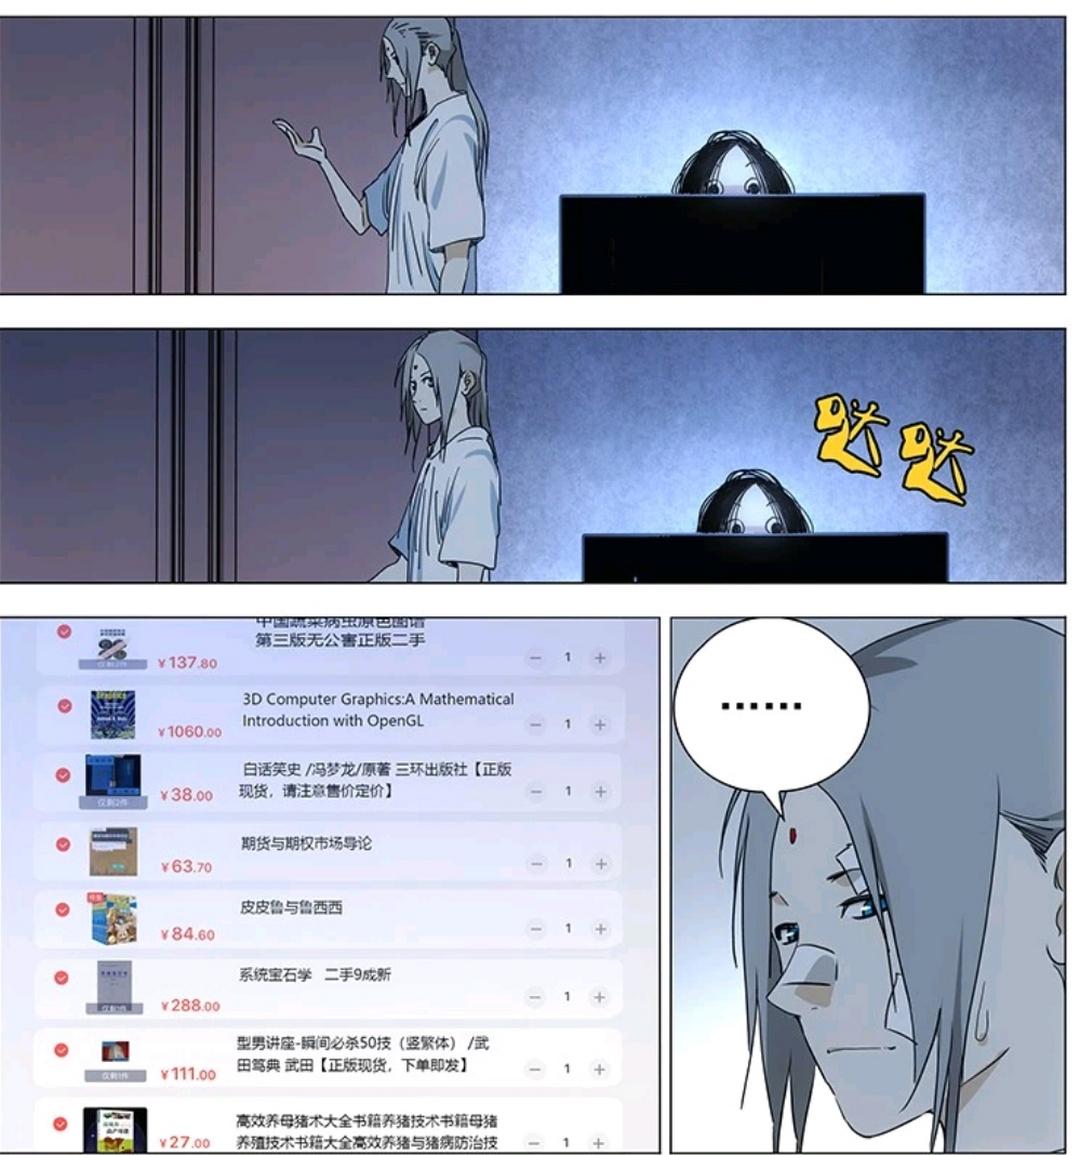 哒
哒
中国蔬菜病虫原色图谱
第三版无公害正版二手
¥137.80
1
3D Computer Graphics:A Mathematical
Introduction with OpenGL
¥1060.00
1
白话笑史 /冯梦龙/原著 三环出版社【正版
现货，请注意售价定价】
仅剩2件
¥38.00
1
期货与期权市场导论
¥63.70
1
皮皮鲁与鲁西西
¥84.60
1
系统宝石学 二手9成新
¥288.00
1
型男讲座-瞬间必杀50技（竖繁体） /武
田笃典 武田【正版现货，下单即发】
仅剩1件
¥111.00
1
高效养母猪术大全书籍养猪技术书籍母猪
养殖技术书籍大全高效养猪与猪病防治技
¥27.00
1
······